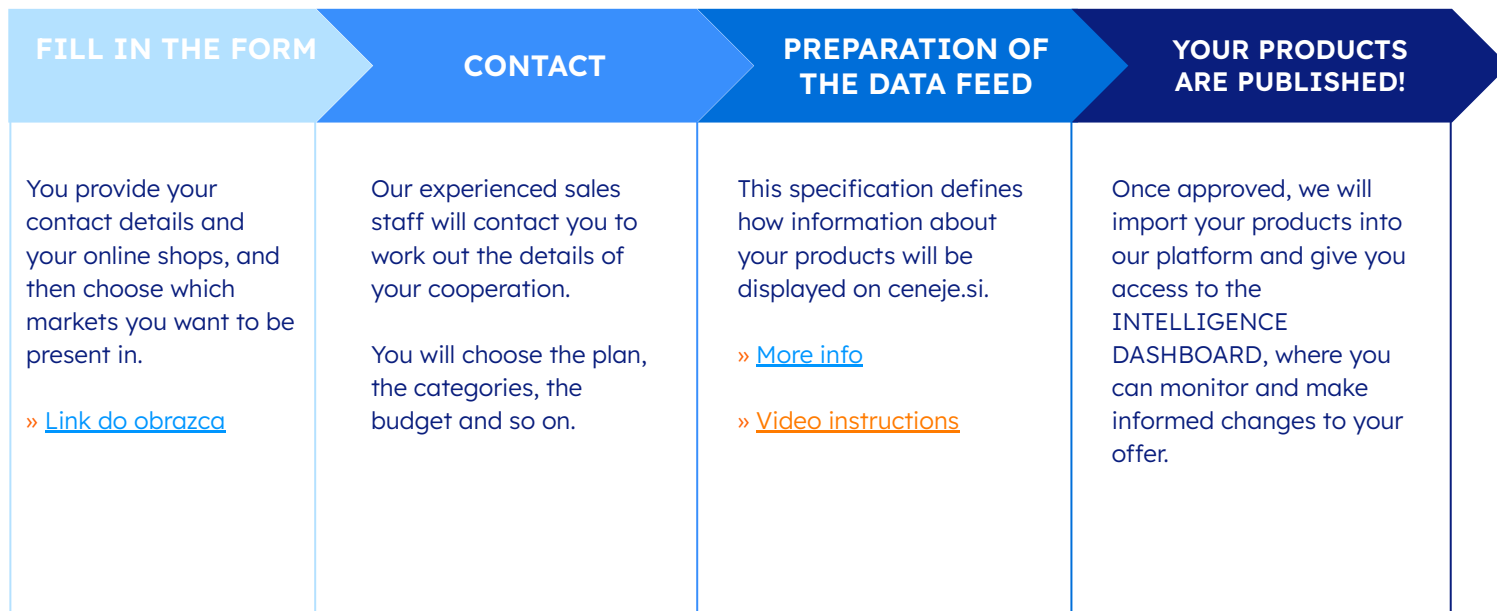 FILL IN THE FORM
You provide your
contact details and
your online shops, and
then choose which
markets you want to be
present in.
» Link do obrazca
CONTACT
Our experienced sales
staff will contact you to
work out the details of
your cooperation.
You will choose the plan,
the categories, the
budget and so on.
PREPARATION OF
THE DATA FEED
This specification defines
how information about
your products will be
displayed on ceneje.si.
» More info
» Video instructions
YOUR PRODUCTS
ARE PUBLISHED!
Once approved, we will
import your products into
our platform and give you
access to the
INTELLIGENCE
DASHBOARD, where you
can monitor and make
informed changes to your
offer.